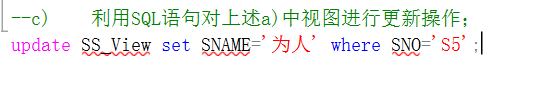 --c)    利用SQL语句对上述a)中视图进行更新操作;
update SS_View set SNAME='为人' where SNO='S5';